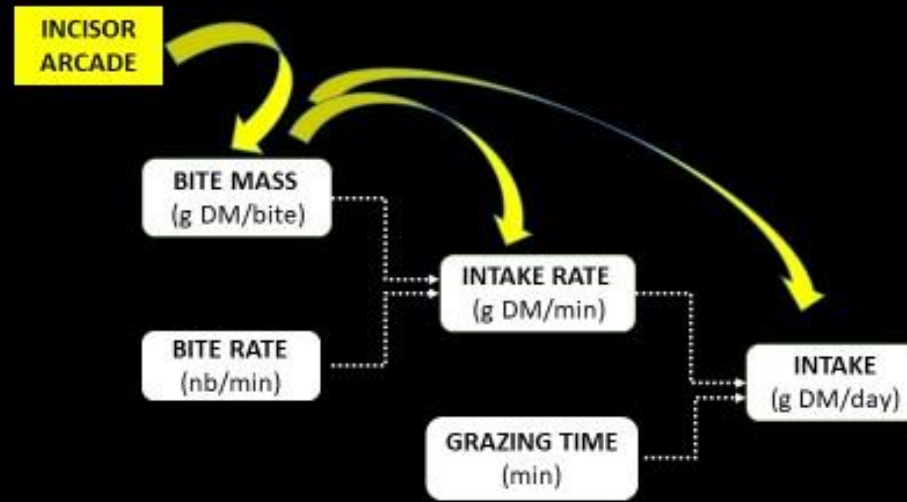 INCISOR
ARCADE
BITE MASS
(g DM/bite)
INTAKE RATE
(g DM/min)
BITE RATE
(nb/min)
INTAKE
(g DM/day)
GRAZING TIME
(min)